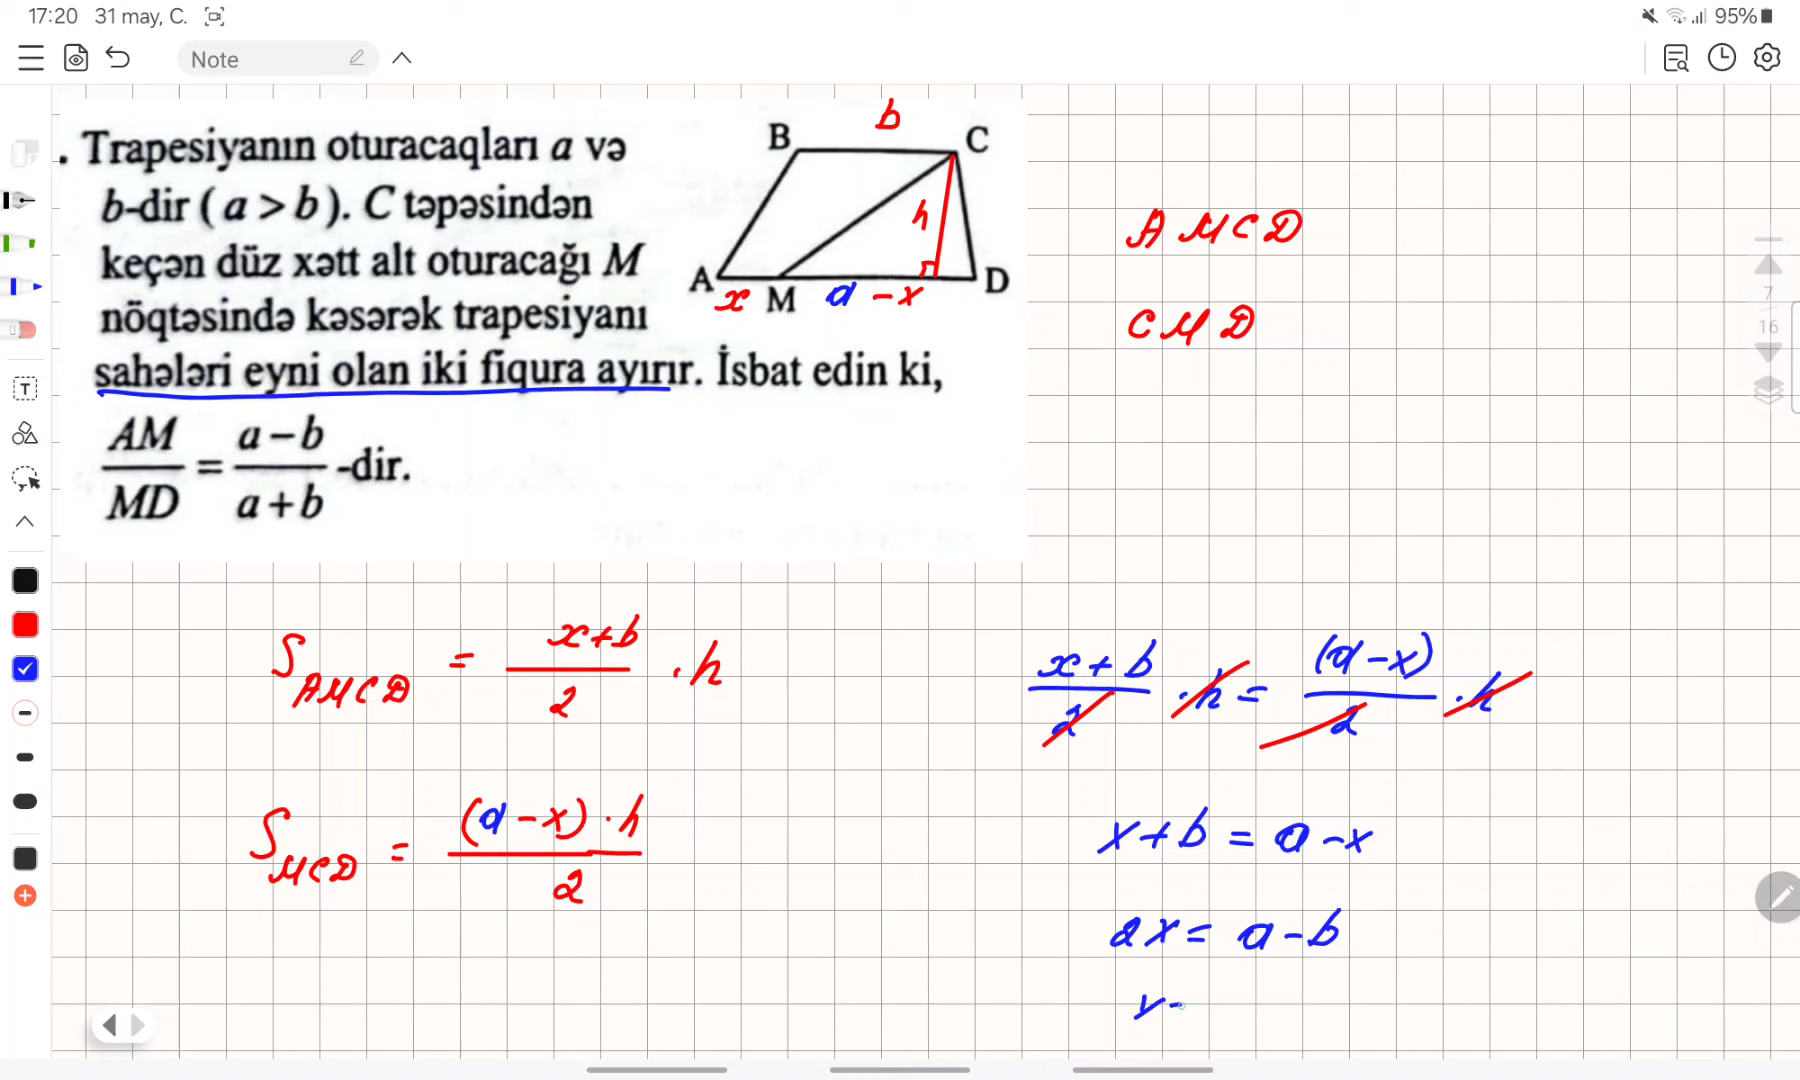 17:20 31 may, C. 95%
Note
. Trapesiyanın oturacaqları a və
b-dir ( a > b ). C təpəsindən
keçən düz xətt alt oturacağı M
nöqtəsində kəsərək trapesiyanı
sahələri eyni olan iki fiqura ayırır. İsbat edin ki,
AM/MD = a-b/a+b -dir.
b
B C
h
A x M a - x D
AMCD
CMD
7
16
T
S AMCD = x+b/2 · h
S MCD = (a-x)·h/2
x+b/2 · h = (a-x)/2 · h
x+b = a-x
2x = a-b